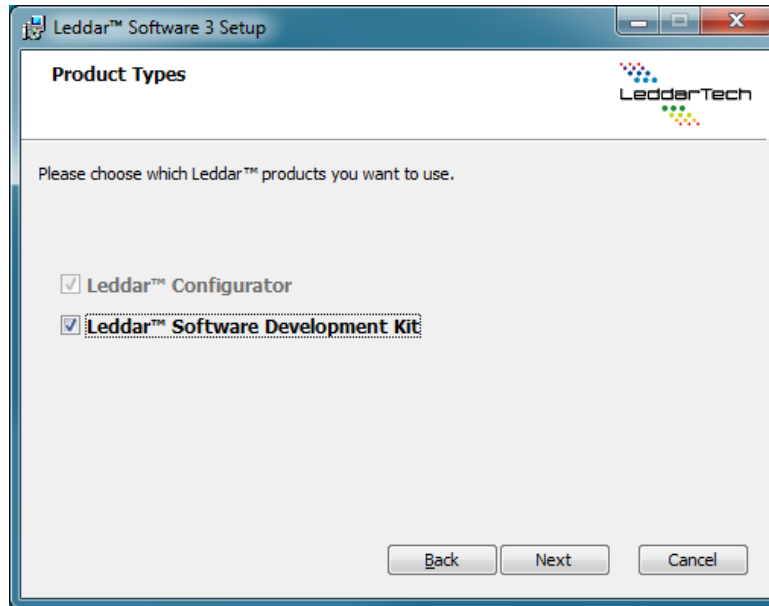 Leddar™ Software 3 Setup
Product Types
LeddarTech
Please choose which Leddar™ products you want to use.
Leddar™ Configurator
Leddar™ Software Development Kit
Back
Next
Cancel